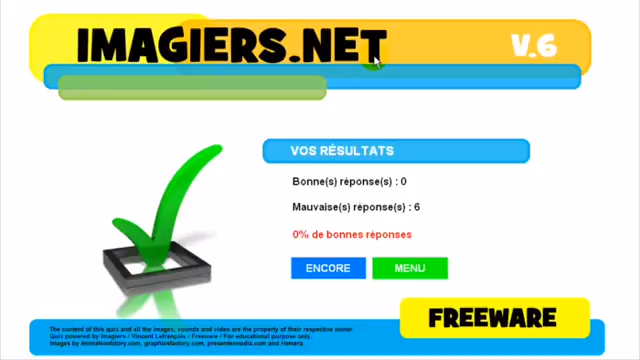 IMAGIERS.NET
V.6
VOS RÉSULTATS
Bonne(s) réponse(s) : 0
Mauvaise(s) réponse(s) : 6
0% de bonnes réponses
ENCORE
MENU
FREEWARE
The content of this quiz and all the images, sounds and video are the property of their respective owner.
Quiz powered by Imagiers / Vincent Lefrançois / Freeware / For educational purpose only.
Images by Animationfactory.com, graphicsfactory.com, presentermedia.com and Hemera.